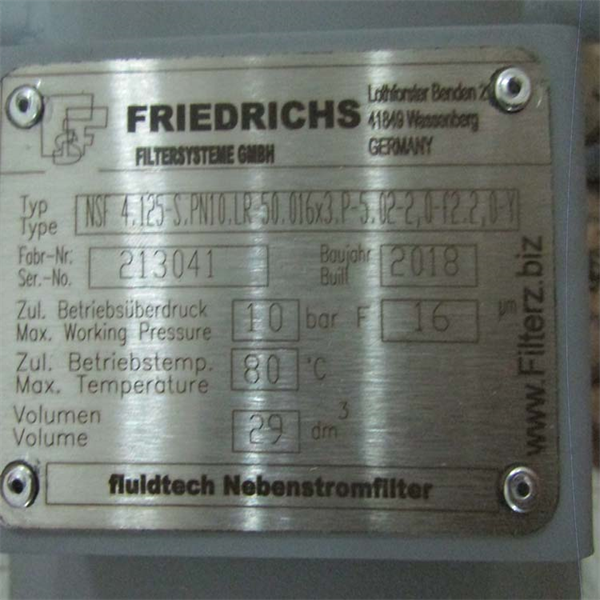 FRIEDRICHS
FILTERSYSTEME GMBH
Lothforster Benden
41849 Wassenberg
GERMANY
Typ
Type
NSF 4.125-S.PN10.LR-50.016x3.P-5.02-2,0-f2.2,0-Y
Fabr-Nr:
Ser.-No.
213041
Baujahr
Built
2018
Zul. Betriebsüberdruck
Max. Working Pressure
10 bar F 16 µm
Zul. Betriebstemp.
Max. Temperature
80 °C
Volumen
Volume
29 dm³
fluidtech Nebenstromfilter
www.Filterz.biz